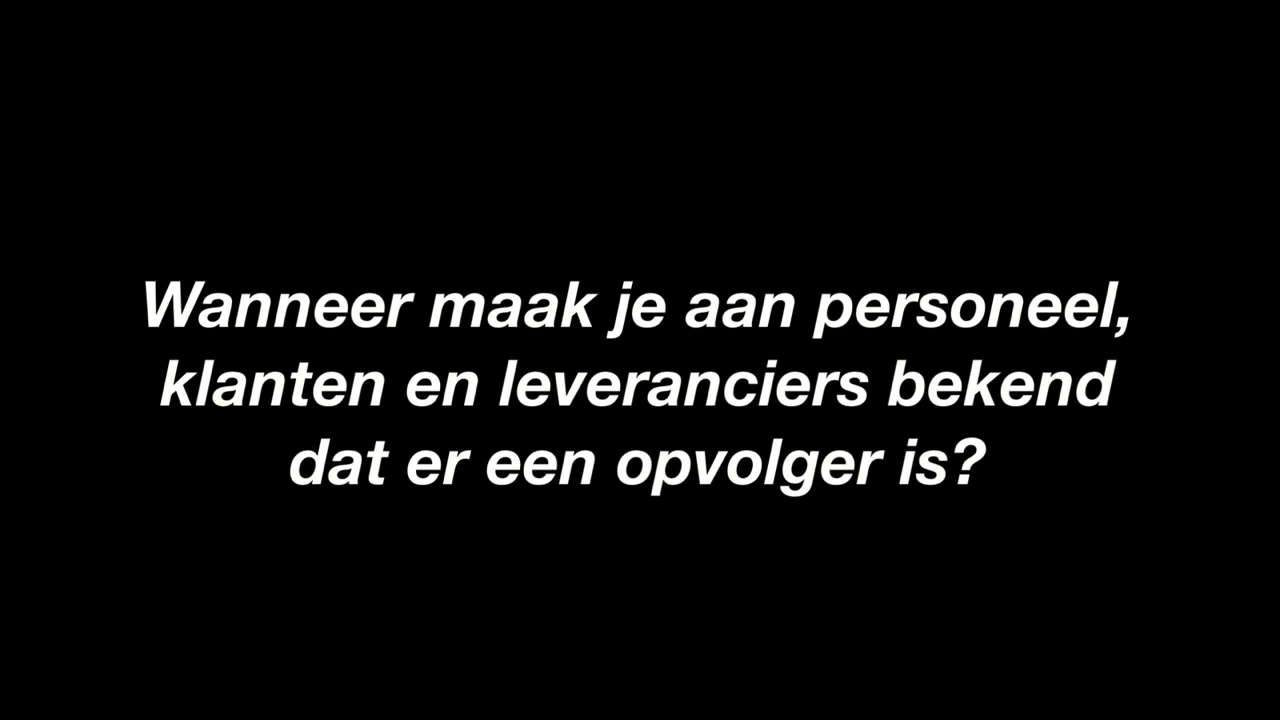 Wanneer maak je aan personeel,
klanten en leveranciers bekend
dat er een opvolger is?